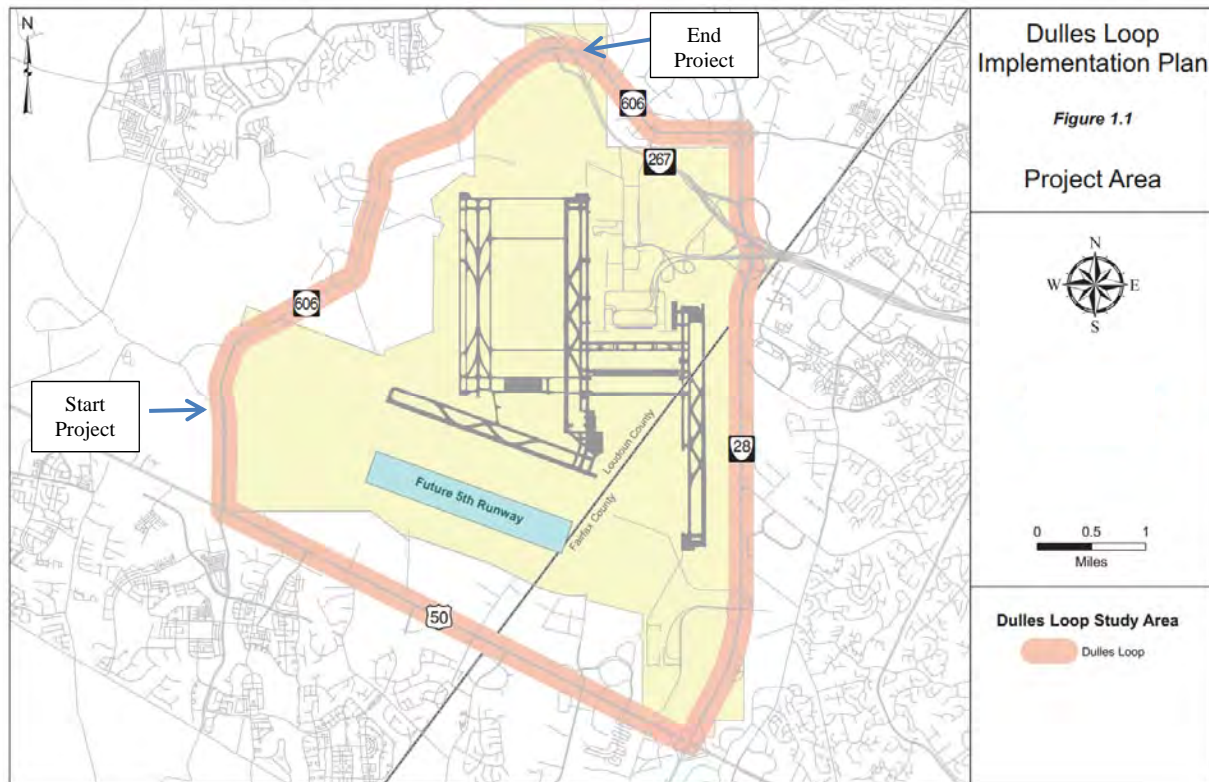 N
End
Project
606
267
606
Start
Project
28
Loudoun County
Fairfax County
Future 5th Runway
50
Dulles Loop
Implementation Plan
Figure 1.1
Project Area
N
W
E
S
0 0.5 1
Miles
Dulles Loop Study Area
Dulles Loop